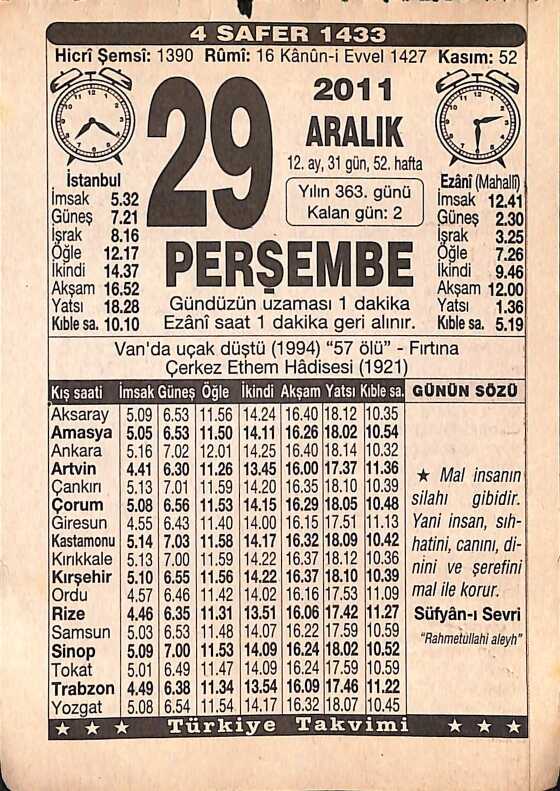 4 SAFER 1433
Hicrî Şemsî: 1390 Rûmî: 16 Kânûn-i Evvel 1427 Kasım: 52
29
2011
ARALIK
12. ay, 31 gün, 52. hafta
Yılın 363. günü
Kalan gün: 2
PERŞEMBE
Gündüzün uzaması 1 dakika
Ezânî saat 1 dakika geri alınır.
İstanbul
İmsak 5.32
Güneş 7.21
İşrak 8.16
Öğle 12.17
İkindi 14.37
Akşam 16.52
Yatsı 18.28
Kıble sa. 10.10
Ezânî (Mahallî)
İmsak 12.41
Güneş 2.30
İşrak 3.25
Öğle 7.26
İkindi 9.46
Akşam 12.00
Yatsı 1.36
Kıble sa. 5.19
Van'da uçak düştü (1994) “57 ölü” - Fırtına
Çerkez Ethem Hâdisesi (1921)
Kış saati İmsak Güneş Öğle İkindi Akşam Yatsı Kıble sa.
Aksaray 5.09 6.53 11.56 14.24 16.40 18.12 10.35
Amasya 5.05 6.53 11.50 14.11 16.26 18.02 10.54
Ankara 5.16 7.02 12.01 14.25 16.40 18.14 10.32
Artvin 4.41 6.30 11.26 13.45 16.00 17.37 11.36
Çankırı 5.13 7.01 11.59 14.20 16.35 18.10 10.39
Çorum 5.08 6.56 11.53 14.15 16.29 18.05 10.48
Giresun 4.55 6.43 11.40 14.00 16.15 17.51 11.13
Kastamonu 5.14 7.03 11.58 14.17 16.32 18.09 10.42
Kırıkkale 5.13 7.00 11.59 14.22 16.37 18.12 10.36
Kırşehir 5.10 6.55 11.56 14.22 16.37 18.10 10.39
Ordu 4.57 6.46 11.42 14.02 16.16 17.53 11.09
Rize 4.46 6.35 11.31 13.51 16.06 17.42 11.27
Samsun 5.03 6.53 11.48 14.07 16.22 17.59 10.59
Sinop 5.09 7.00 11.53 14.09 16.24 18.02 10.52
Tokat 5.01 6.49 11.47 14.09 16.24 17.59 10.59
Trabzon 4.49 6.38 11.34 13.54 16.09 17.46 11.22
Yozgat 5.08 6.54 11.54 14.17 16.32 18.07 10.45
GÜNÜN SÖZÜ
★ Mal insanın
silahı gibidir.
Yani insan, sıh-
hatini, canını, di-
nini ve şerefini
mal ile korur.
Süfyân-ı Sevri
"Rahmetüllahi aleyh"
★ ★ ★ Türkiye Takvimi ★ ★ ★